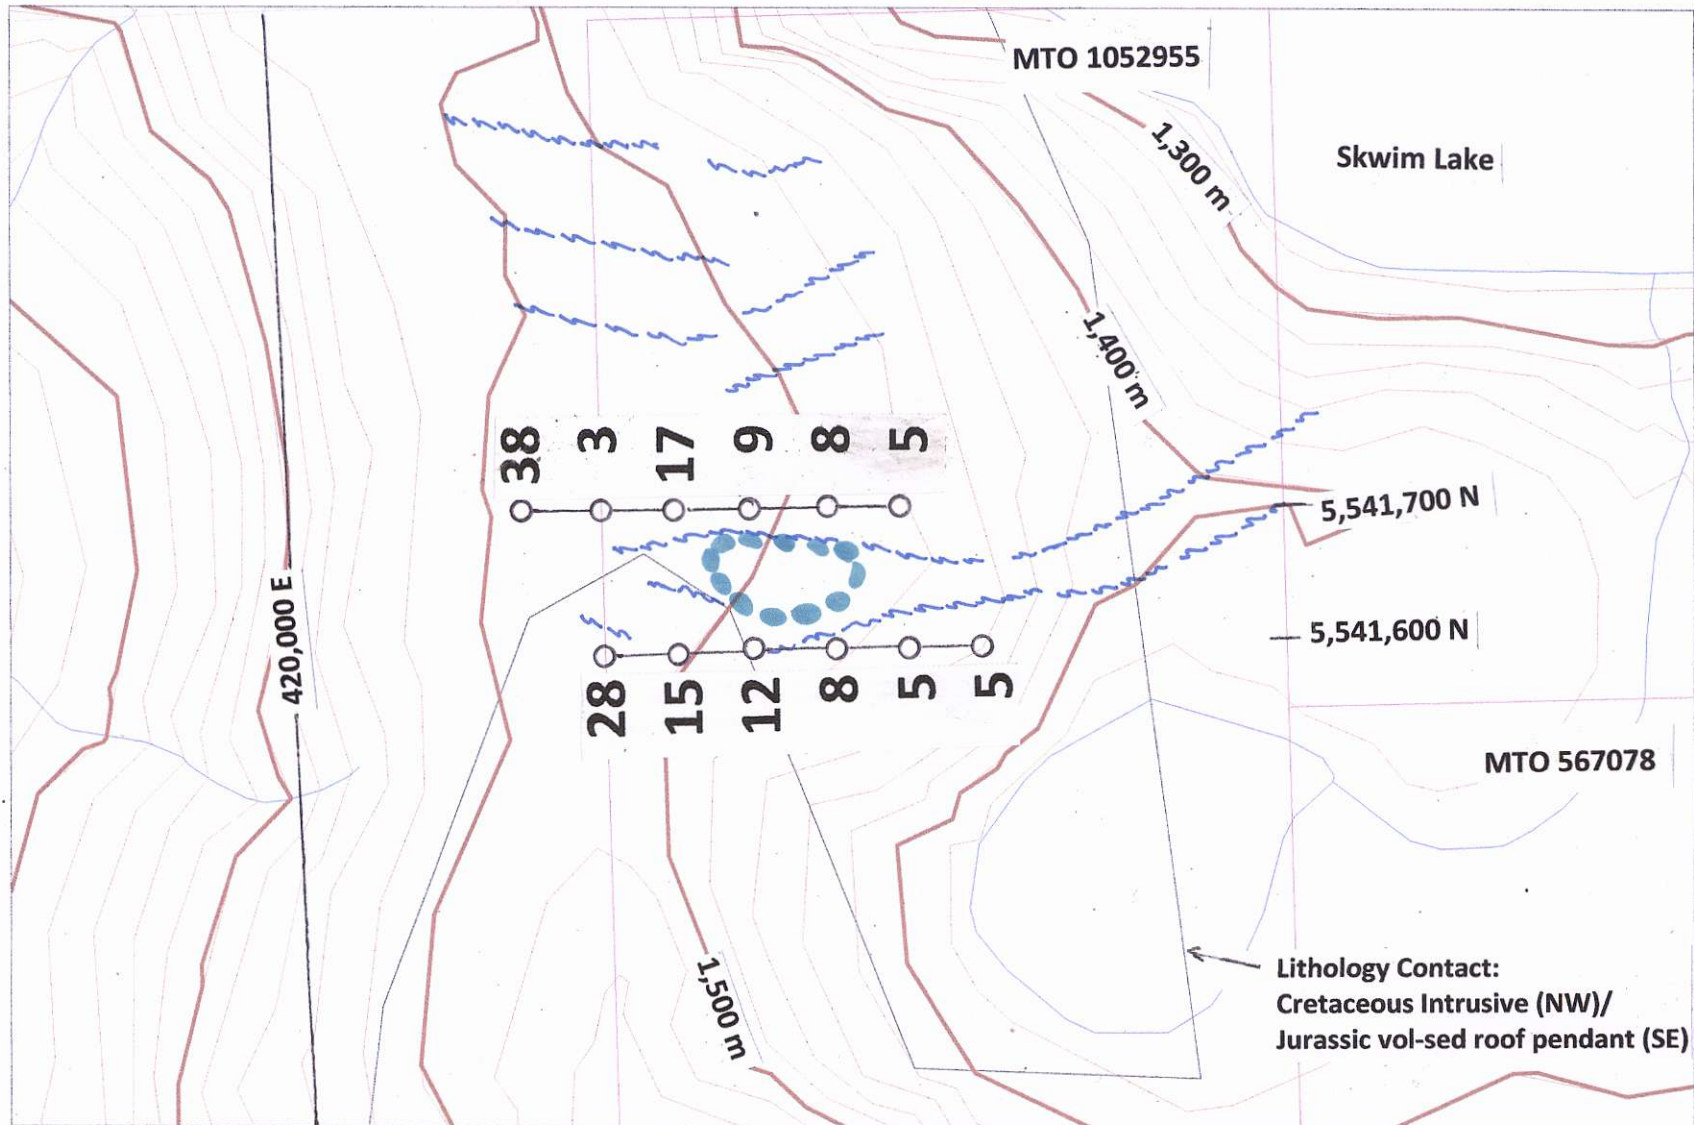 MTO 1052955
1,300 m
Skwim Lake
1,400 m
38 3 17 9 8 5
5,541,700 N
420,000 E
5,541,600 N
28 15 12 8 5 5
MTO 567078
1,500 m
Lithology Contact:
Cretaceous Intrusive (NW)/
Jurassic vol-sed roof pendant (SE)